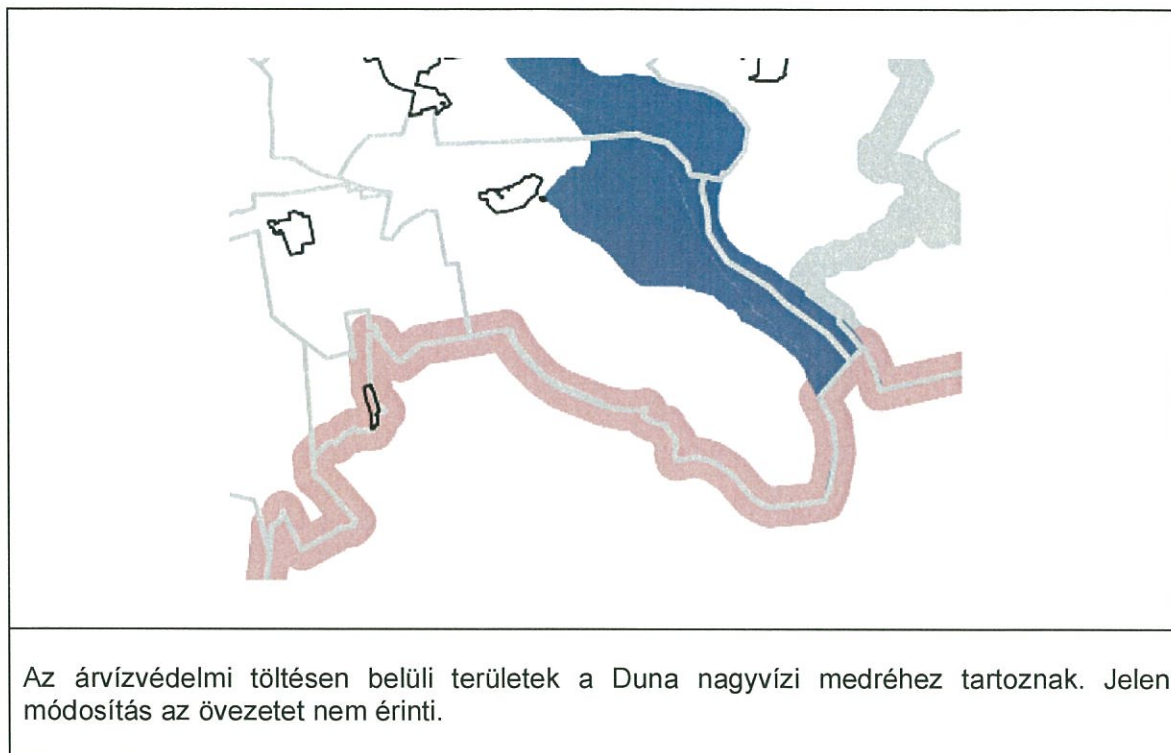 Az árvízvédelmi töltésen belüli területek a Duna nagyvízi medréhez tartoznak. Jelen
módosítás az övezetet nem érinti.